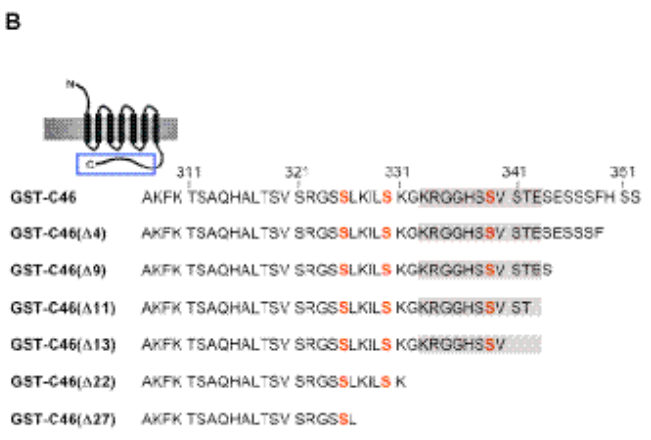 B
N
C
311 321 331 341 351
GST-C46 AKFK TSAQHALTSV SRGSSLKILS KGKRGGHSSV STESESSSFH SS
GST-C46(Δ4) AKFK TSAQHALTSV SRGSSLKILS KGKRGGHSSV STESESSSF
GST-C46(Δ9) AKFK TSAQHALTSV SRGSSLKILS KGKRGGHSSV STES
GST-C46(Δ11) AKFK TSAQHALTSV SRGSSLKILS KGKRGGHSSV ST
GST-C46(Δ13) AKFK TSAQHALTSV SRGSSLKILS KGKRGGHSSV
GST-C46(Δ22) AKFK TSAQHALTSV SRGSSLKILS K
GST-C46(Δ27) AKFK TSAQHALTSV SRGSSL